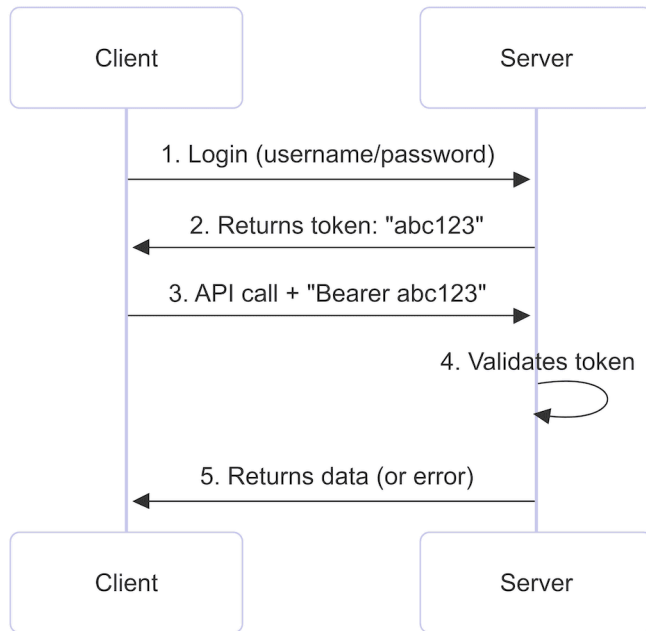 Client
Server
1. Login (username/password)
2. Returns token: "abc123"
3. API call + "Bearer abc123"
4. Validates token
5. Returns data (or error)
Client
Server